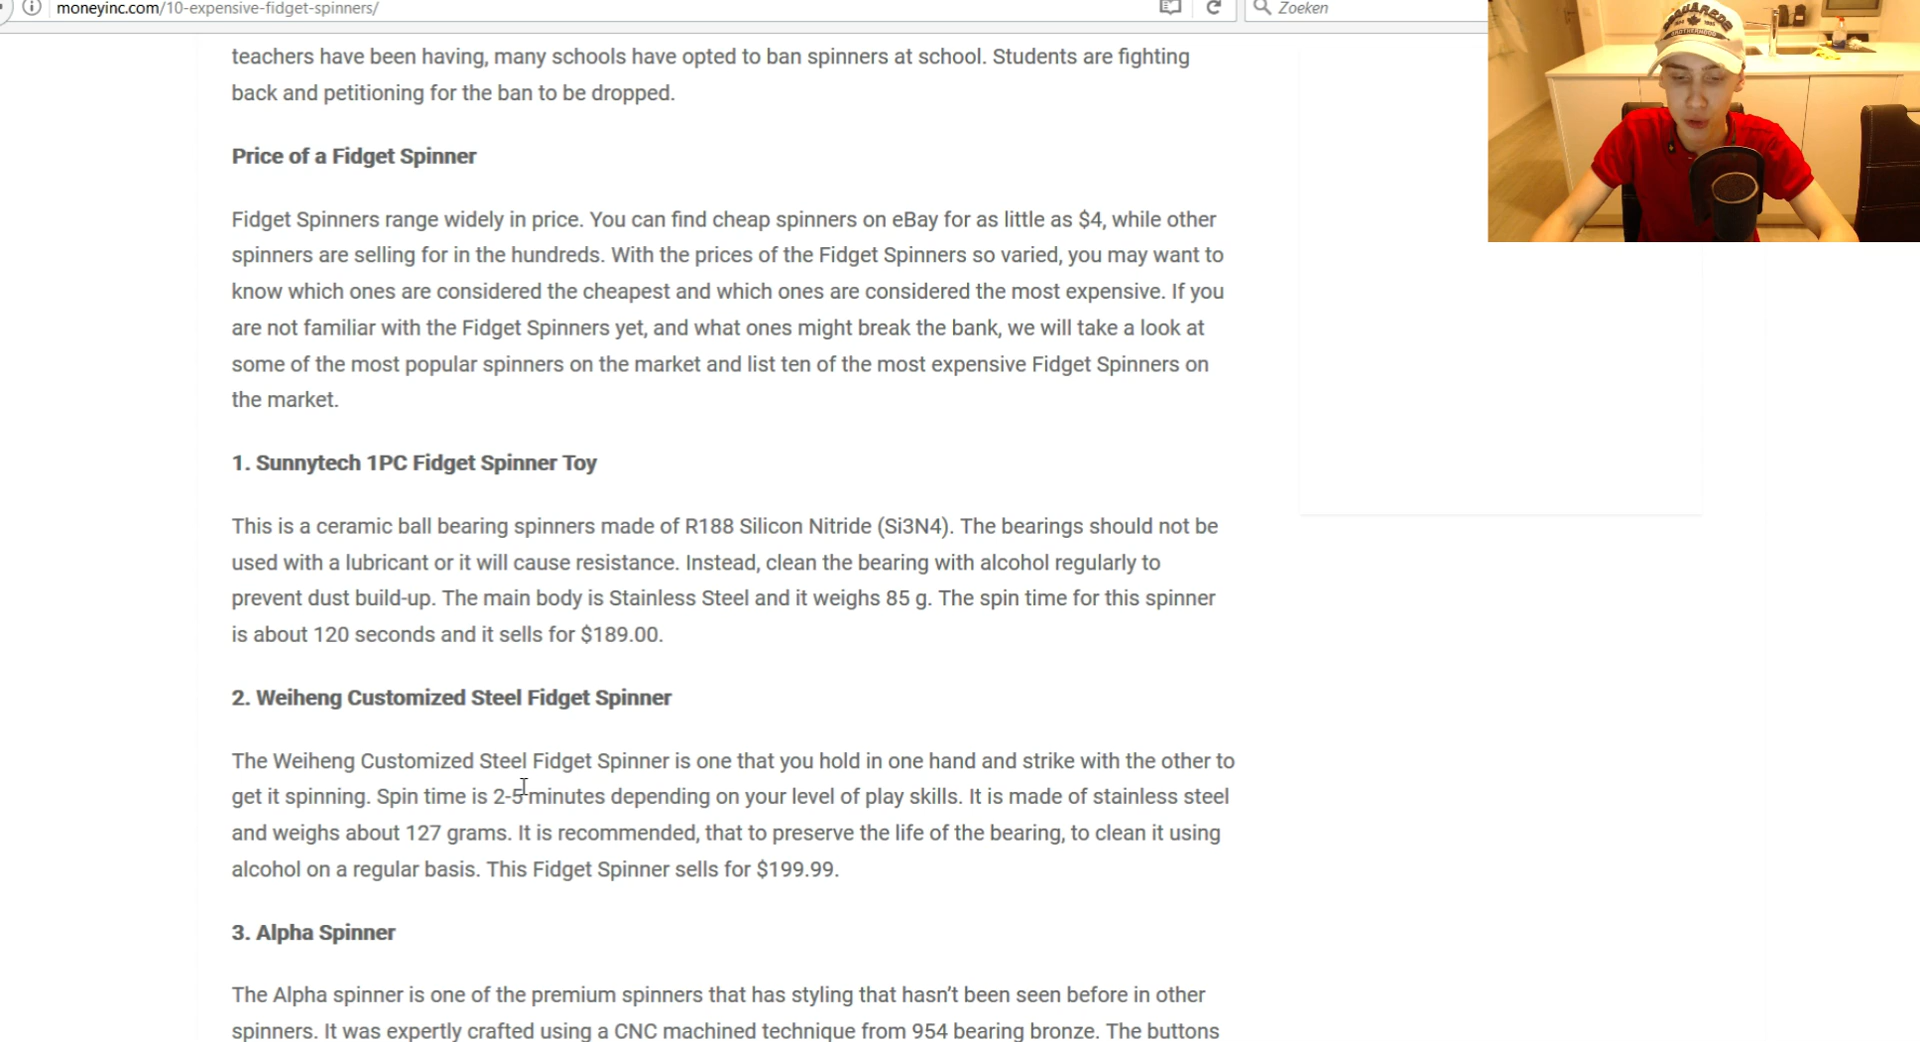 moneyinc.com/10-expensive-fidget-spinners/
Zoeken
teachers have been having, many schools have opted to ban spinners at school. Students are fighting
back and petitioning for the ban to be dropped.
Price of a Fidget Spinner
Fidget Spinners range widely in price. You can find cheap spinners on eBay for as little as $4, while other
spinners are selling for in the hundreds. With the prices of the Fidget Spinners so varied, you may want to
know which ones are considered the cheapest and which ones are considered the most expensive. If you
are not familiar with the Fidget Spinners yet, and what ones might break the bank, we will take a look at
some of the most popular spinners on the market and list ten of the most expensive Fidget Spinners on
the market.
1. Sunnytech 1PC Fidget Spinner Toy
This is a ceramic ball bearing spinners made of R188 Silicon Nitride (Si3N4). The bearings should not be
used with a lubricant or it will cause resistance. Instead, clean the bearing with alcohol regularly to
prevent dust build-up. The main body is Stainless Steel and it weighs 85 g. The spin time for this spinner
is about 120 seconds and it sells for $189.00.
2. Weiheng Customized Steel Fidget Spinner
The Weiheng Customized Steel Fidget Spinner is one that you hold in one hand and strike with the other to
get it spinning. Spin time is 2-5 minutes depending on your level of play skills. It is made of stainless steel
and weighs about 127 grams. It is recommended, that to preserve the life of the bearing, to clean it using
alcohol on a regular basis. This Fidget Spinner sells for $199.99.
3. Alpha Spinner
The Alpha spinner is one of the premium spinners that has styling that hasn't been seen before in other
spinners. It was expertly crafted using a CNC machined technique from 954 bearing bronze. The buttons